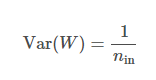 Var(W) = 1/n_in